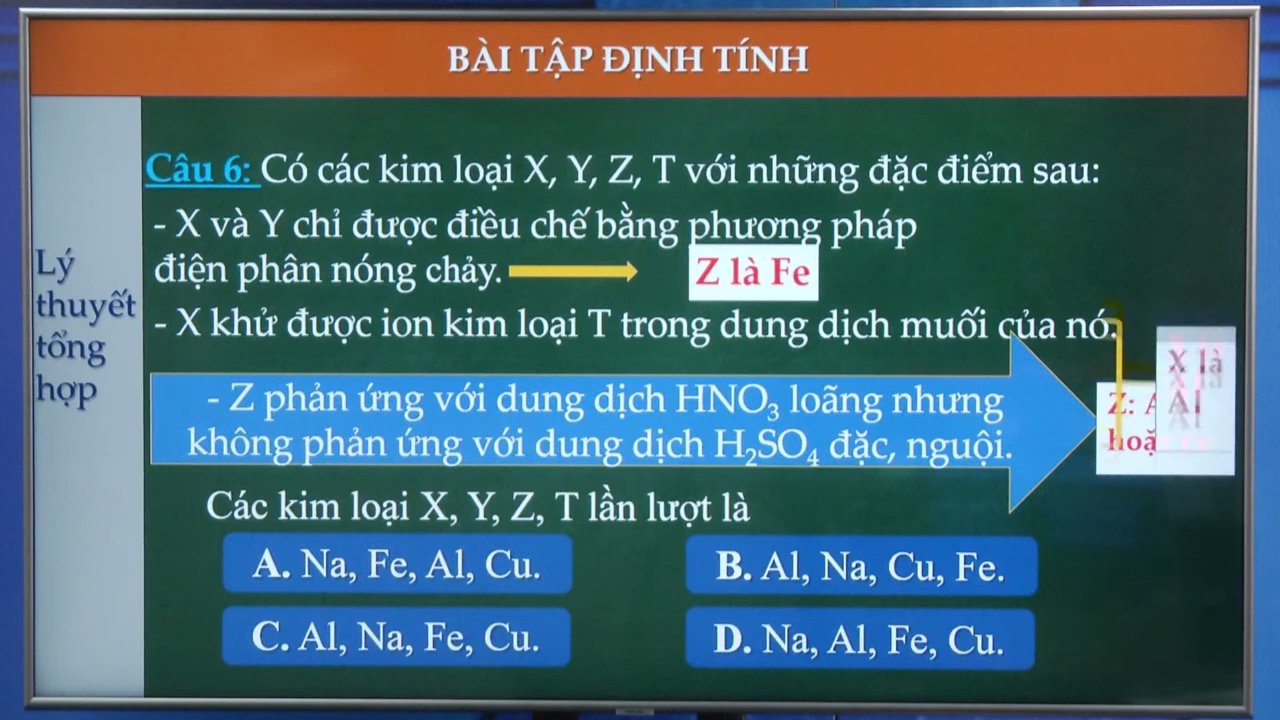 BÀI TẬP ĐỊNH TÍNH
Lý
thuyết
tổng
hợp
Câu 6: Có các kim loại X, Y, Z, T với những đặc điểm sau:
- X và Y chỉ được điều chế bằng phương pháp
điện phân nóng chảy.
Z là Fe
- X khử được ion kim loại T trong dung dịch muối của nó.
- Z phản ứng với dung dịch HNO₃ loãng nhưng
không phản ứng với dung dịch H₂SO₄ đặc, nguội.
X là
Al
Z:
Các kim loại X, Y, Z, T lần lượt là
A. Na, Fe, Al, Cu.
B. Al, Na, Cu, Fe.
C. Al, Na, Fe, Cu.
D. Na, Al, Fe, Cu.